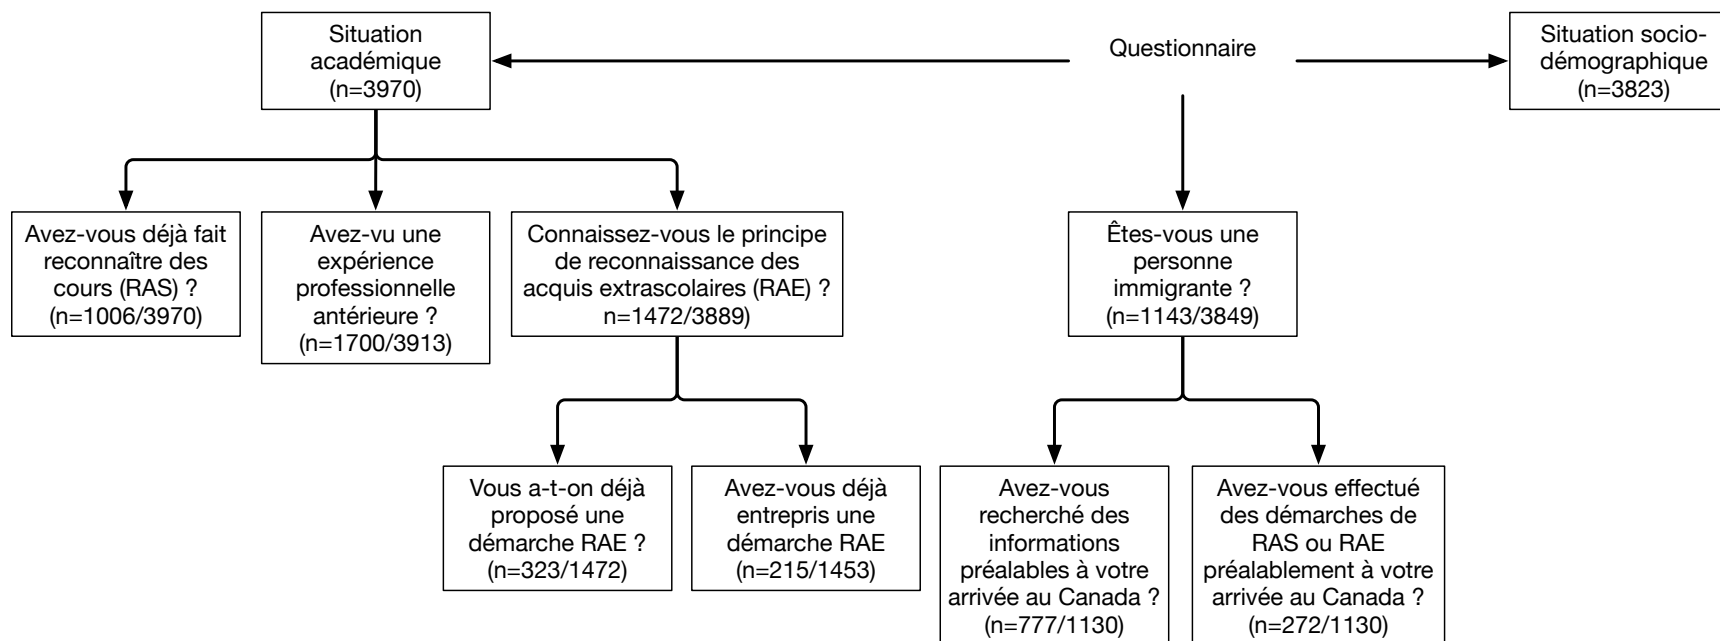 Situation
académique
(n=3970)
Questionnaire
Situation socio-
démographique
(n=3823)
Avez-vous déjà fait
reconnaître des
cours (RAS) ?
(n=1006/3970)
Avez-vu une
expérience
professionnelle
antérieure ?
(n=1700/3913)
Connaissez-vous le principe
de reconnaissance des
acquis extrascolaires (RAE) ?
n=1472/3889)
Êtes-vous une
personne
immigrante ?
(n=1143/3849)
Vous a-t-on déjà
proposé une
démarche RAE ?
(n=323/1472)
Avez-vous déjà
entrepris une
démarche RAE
(n=215/1453)
Avez-vous
recherché des
informations
préalables à votre
arrivée au Canada ?
(n=777/1130)
Avez-vous effectué
des démarches de
RAS ou RAE
préalablement à votre
arrivée au Canada ?
(n=272/1130)